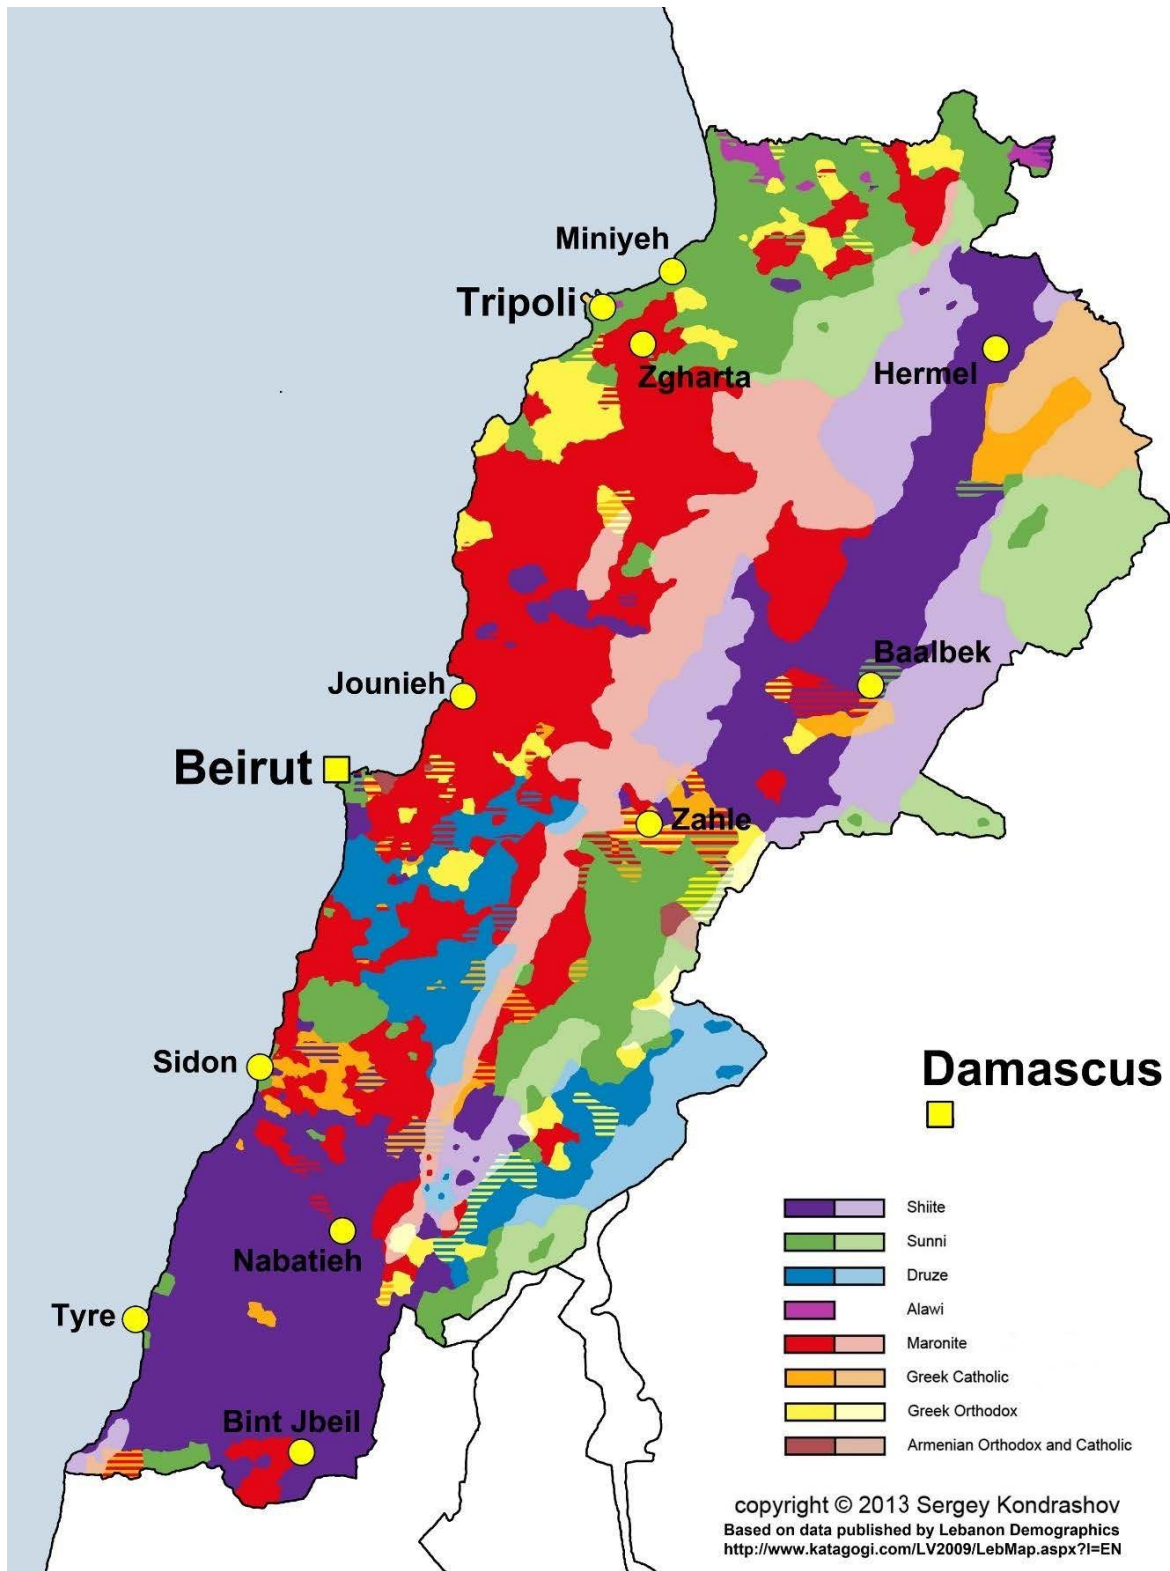 Miniyeh
Tripoli
Zgharta
Hermel
Baalbek
Jounieh
Beirut
Zahle
Sidon
Damascus
Nabatieh
Tyre
Bint Jbeil
Shiite
Sunni
Druze
Alawi
Maronite
Greek Catholic
Greek Orthodox
Armenian Orthodox and Catholic
copyright © 2013 Sergey Kondrashov
Based on data published by Lebanon Demographics
http://www.katagogi.com/LV2009/LebMap.aspx?l=EN